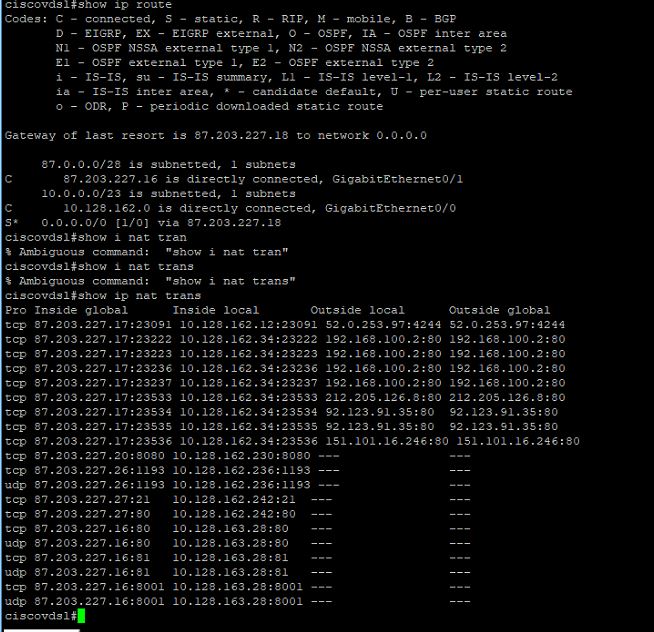 ciscovdsl#show ip route
Codes: C - connected, S - static, R - RIP, M - mobile, B - BGP
D - EIGRP, EX - EIGRP external, O - OSPF, IA - OSPF inter area
N1 - OSPF NSSA external type 1, N2 - OSPF NSSA external type 2
E1 - OSPF external type 1, E2 - OSPF external type 2
i - IS-IS, su - IS-IS summary, L1 - IS-IS level-1, L2 - IS-IS level-2
ia - IS-IS inter area, * - candidate default, U - per-user static route
o - ODR, P - periodic downloaded static route
Gateway of last resort is 87.203.227.18 to network 0.0.0.0
87.0.0.0/28 is subnetted, 1 subnets
C 87.203.227.16 is directly connected, GigabitEthernet0/1
10.0.0.0/23 is subnetted, 1 subnets
C 10.128.162.0 is directly connected, GigabitEthernet0/0
S* 0.0.0.0/0 [1/0] via 87.203.227.18
ciscovdsl#show i nat tran
% Ambiguous command: "show i nat tran"
ciscovdsl#show i nat trans
% Ambiguous command: "show i nat trans"
ciscovdsl#show ip nat trans
Pro Inside global Inside local Outside local Outside global
tcp 87.203.227.17:23091 10.128.162.12:23091 52.0.253.97:4244 52.0.253.97:4244
tcp 87.203.227.17:23222 10.128.162.34:23222 192.168.100.2:80 192.168.100.2:80
tcp 87.203.227.17:23223 10.128.162.34:23223 192.168.100.2:80 192.168.100.2:80
tcp 87.203.227.17:23236 10.128.162.34:23236 192.168.100.2:80 192.168.100.2:80
tcp 87.203.227.17:23237 10.128.162.34:23237 192.168.100.2:80 192.168.100.2:80
tcp 87.203.227.17:23533 10.128.162.34:23533 212.205.126.8:80 212.205.126.8:80
tcp 87.203.227.17:23534 10.128.162.34:23534 92.123.91.35:80 92.123.91.35:80
tcp 87.203.227.17:23535 10.128.162.34:23535 92.123.91.35:80 92.123.91.35:80
tcp 87.203.227.17:23536 10.128.162.34:23536 151.101.16.246:80 151.101.16.246:80
tcp 87.203.227.20:8080 10.128.162.230:8080 --- ---
tcp 87.203.227.26:1193 10.128.162.236:1193 --- ---
udp 87.203.227.26:1193 10.128.162.236:1193 --- ---
tcp 87.203.227.27:21 10.128.162.242:21 --- ---
tcp 87.203.227.27:80 10.128.162.242:80 --- ---
tcp 87.203.227.16:80 10.128.163.28:80 --- ---
udp 87.203.227.16:80 10.128.163.28:80 --- ---
tcp 87.203.227.16:81 10.128.163.28:81 --- ---
udp 87.203.227.16:81 10.128.163.28:81 --- ---
tcp 87.203.227.16:8001 10.128.163.28:8001 --- ---
udp 87.203.227.16:8001 10.128.163.28:8001 --- ---
ciscovdsl#